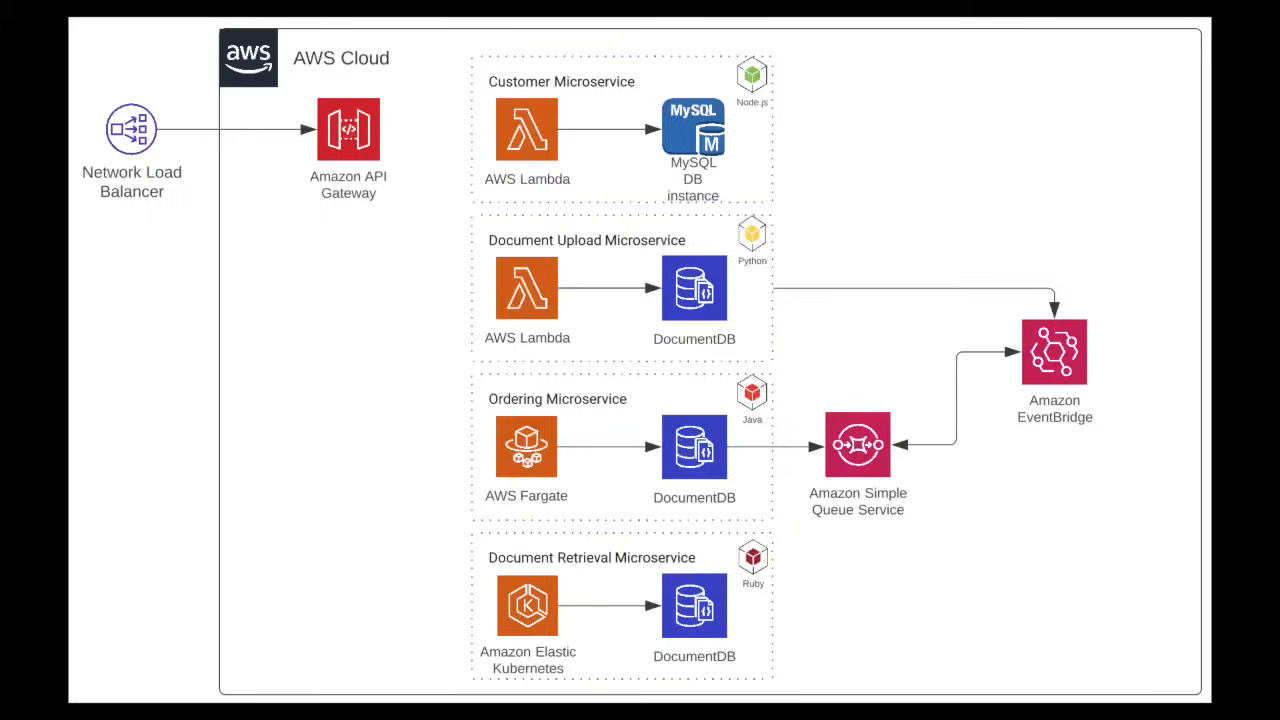 aws
AWS Cloud
Network Load
Balancer
Amazon API
Gateway
Customer Microservice
Node.js
AWS Lambda
MySQL
M
MySQL
DB
instance
Document Upload Microservice
Python
AWS Lambda
DocumentDB
Ordering Microservice
Java
AWS Fargate
DocumentDB
Amazon Simple
Queue Service
Amazon
EventBridge
Document Retrieval Microservice
Ruby
K
Amazon Elastic
Kubernetes
DocumentDB